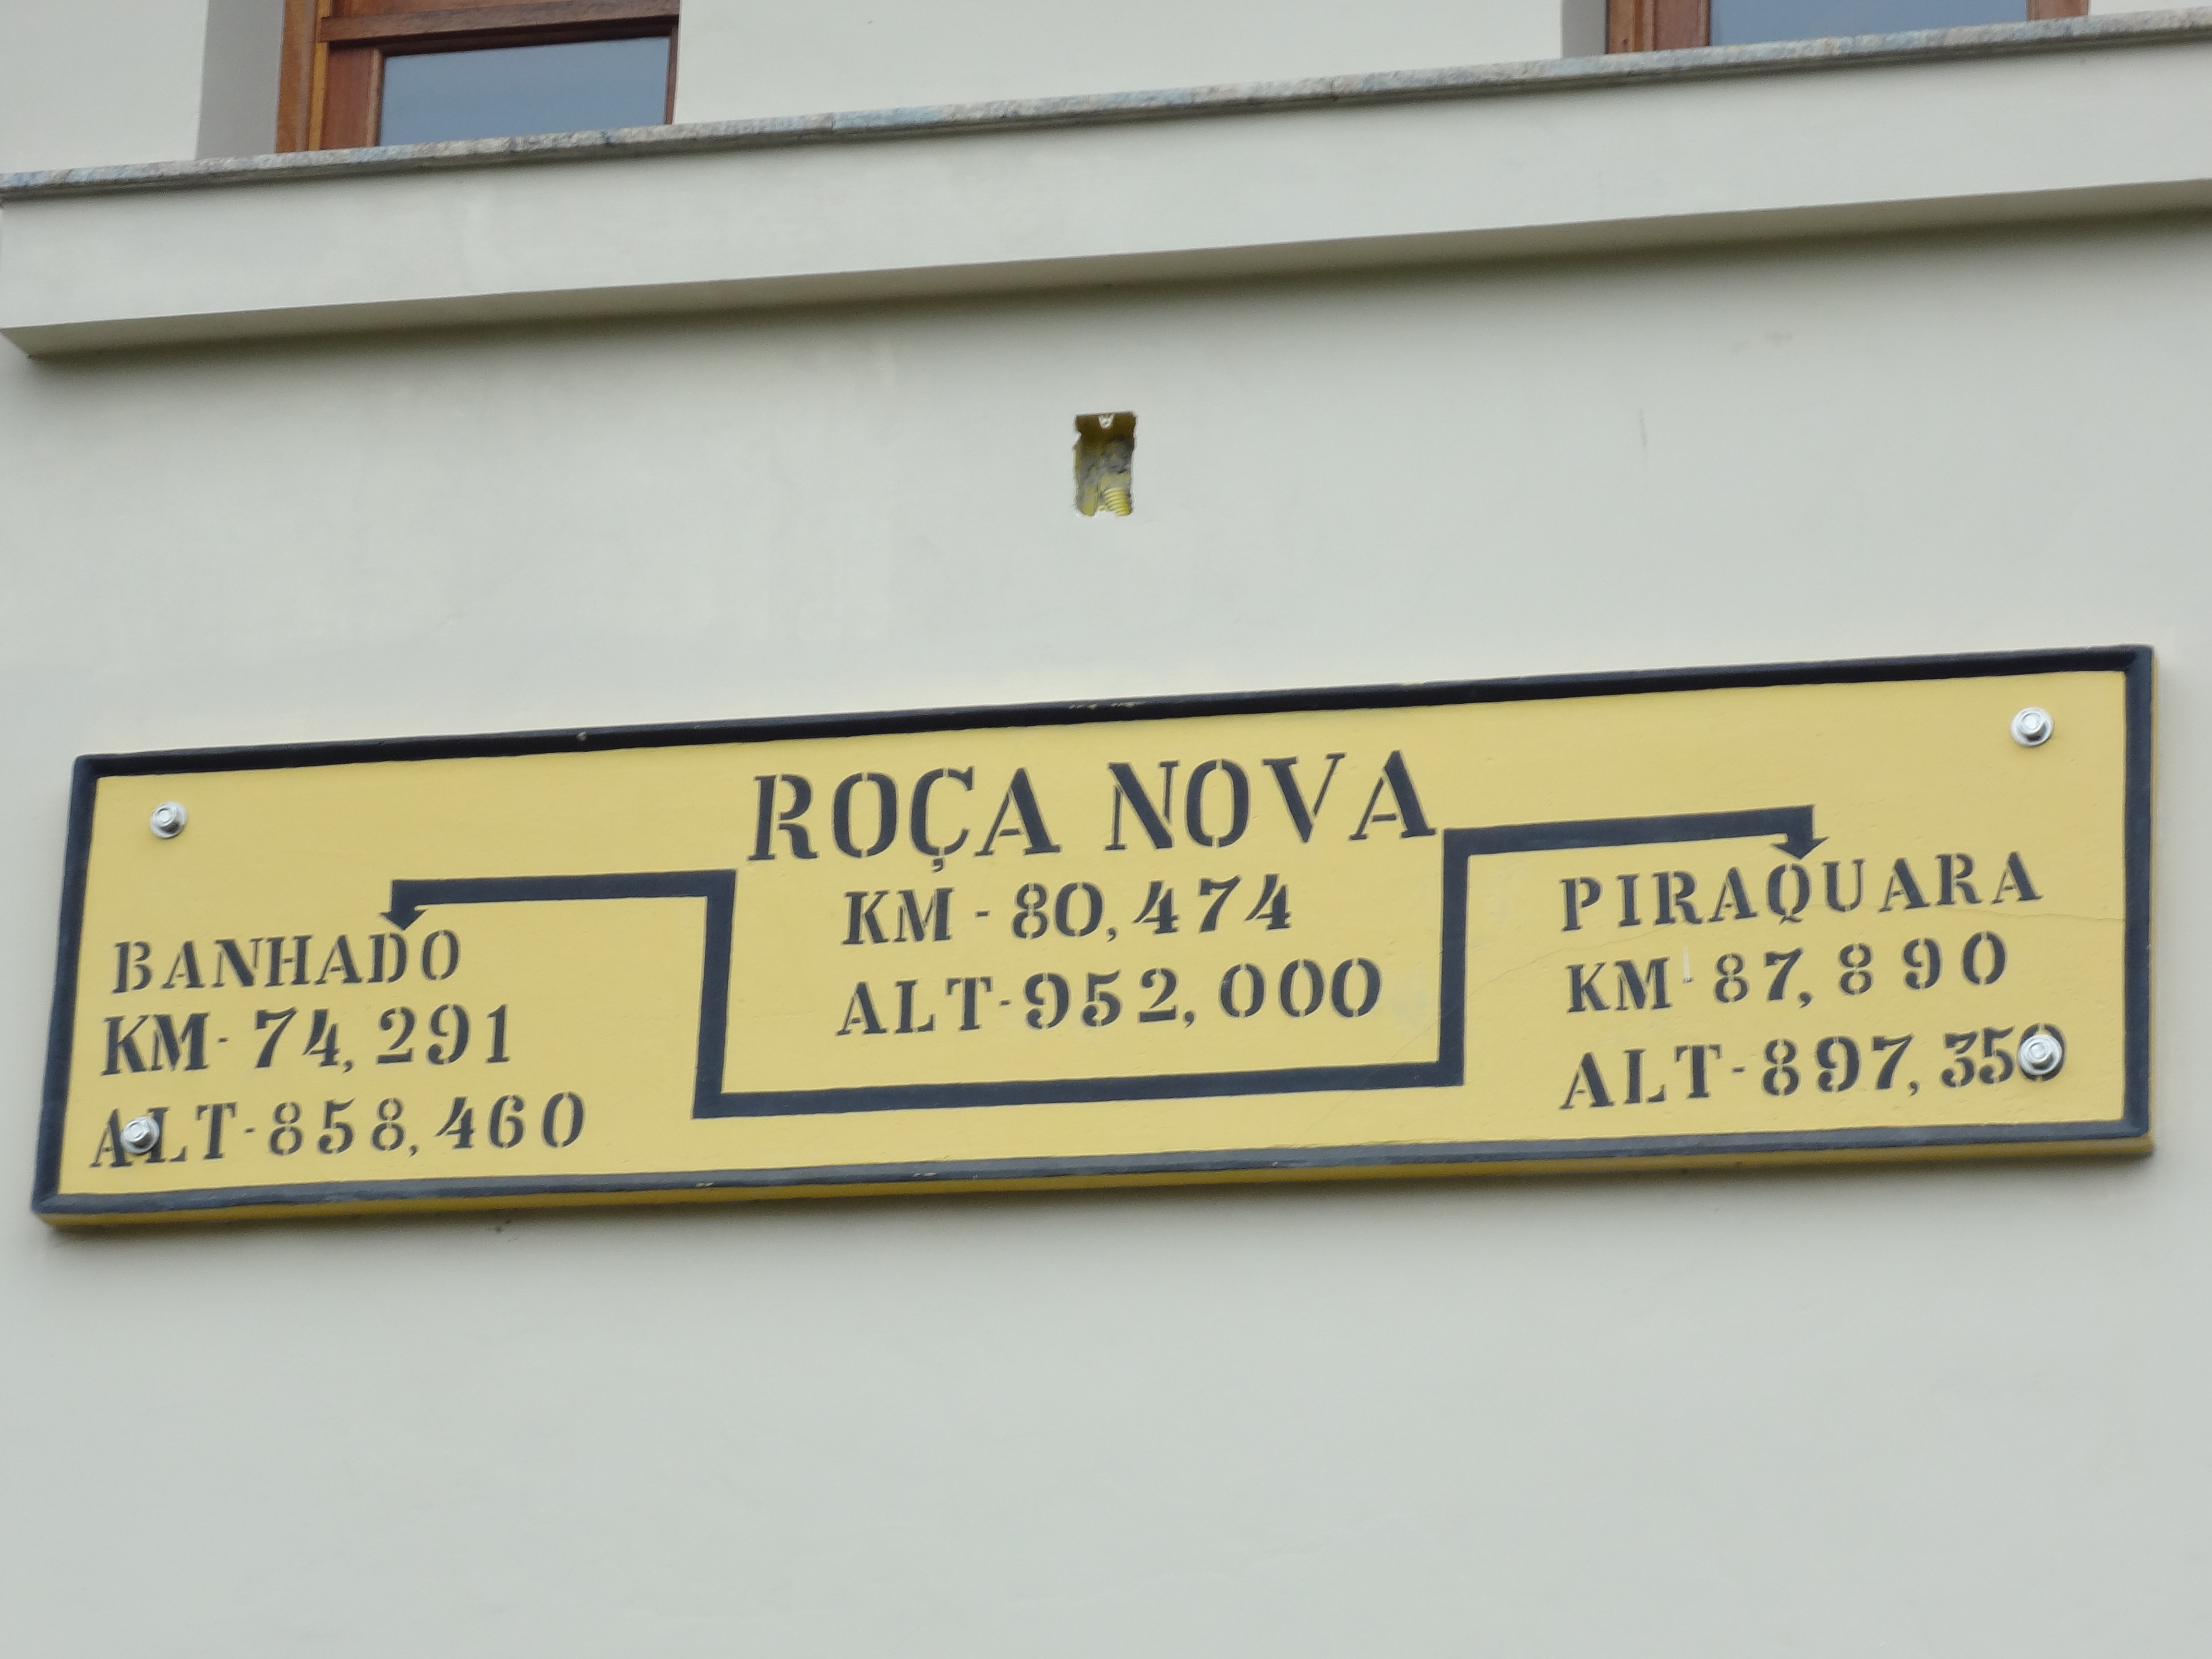 ROÇA NOVA
KM - 80,474
ALT-952,000
BANHADO
KM-74,291
ALT-858,460
PIRAQUARA
KM-87,890
ALT-897,350